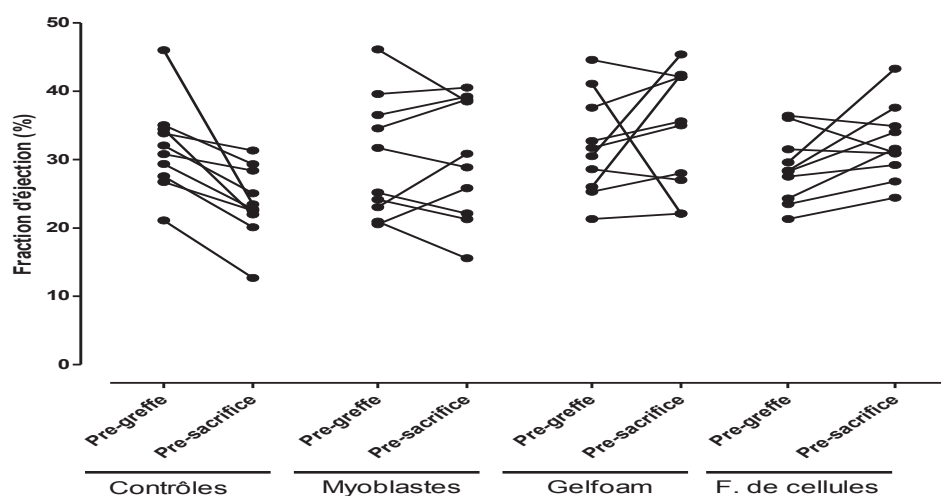 Fraction d'éjection (%)
50
40
30
20
10
0
Pre-greffe
Pre-sacrifice
Pre-greffe
Pre-sacrifice
Pre-greffe
Pre-sacrifice
Pre-greffe
Pre-sacrifice
Contrôles
Myoblastes
Gelfoam
F. de cellules